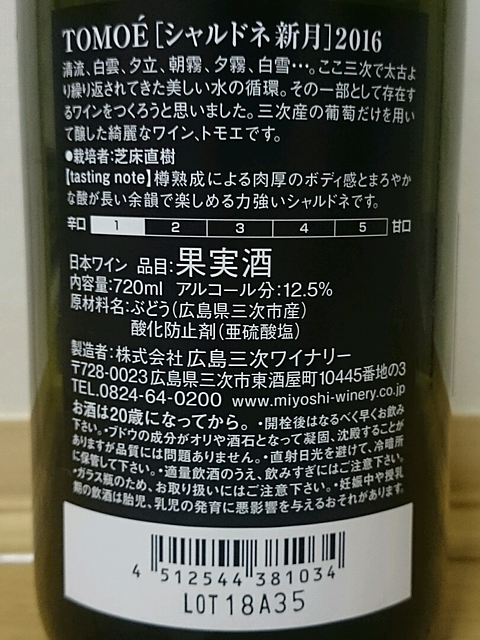 TOMOÉ [シャルドネ 新月] 2016
清流、白雲、夕立、朝霧、夕霧、白雪…。ここ三次で太古よ
り繰り返されてきた美しい水の循環。その一部として存在す
るワインをつくろうと思いました。三次産の葡萄だけを用い
て醸した綺麗なワイン、トモエです。
●栽培者:芝床直樹
【tasting note】樽熟成による肉厚のボディ感とまろやか
な酸が長い余韻で楽しめる力強いシャルドネです。
辛口 1 2 3 4 5 甘口
日本ワイン 品目:果実酒
内容量:720ml アルコール分:12.5%
原材料名:ぶどう(広島県三次市産)
酸化防止剤(亜硫酸塩)
製造者:株式会社 広島三次ワイナリー
〒728-0023 広島県三次市東酒屋町10445番地の3
TEL.0824-64-0200 www.miyoshi-winery.co.jp
お酒は20歳になってから。・開栓後はなるべく早くお飲み
下さい。・ブドウの成分がオリや酒石となって凝固、沈殿することが
ありますが品質には問題ありません。・直射日光を避けて、冷暗所
に保管して下さい。・適量飲酒のうえ、飲みすぎにはご注意下さい。
・ガラス瓶のため、お取り扱いにはご注意下さい。・妊娠中や授乳
期の飲酒は胎児、乳児の発育に悪影響を与えるおそれがあります。
4 512544 381034
LOT 18A35